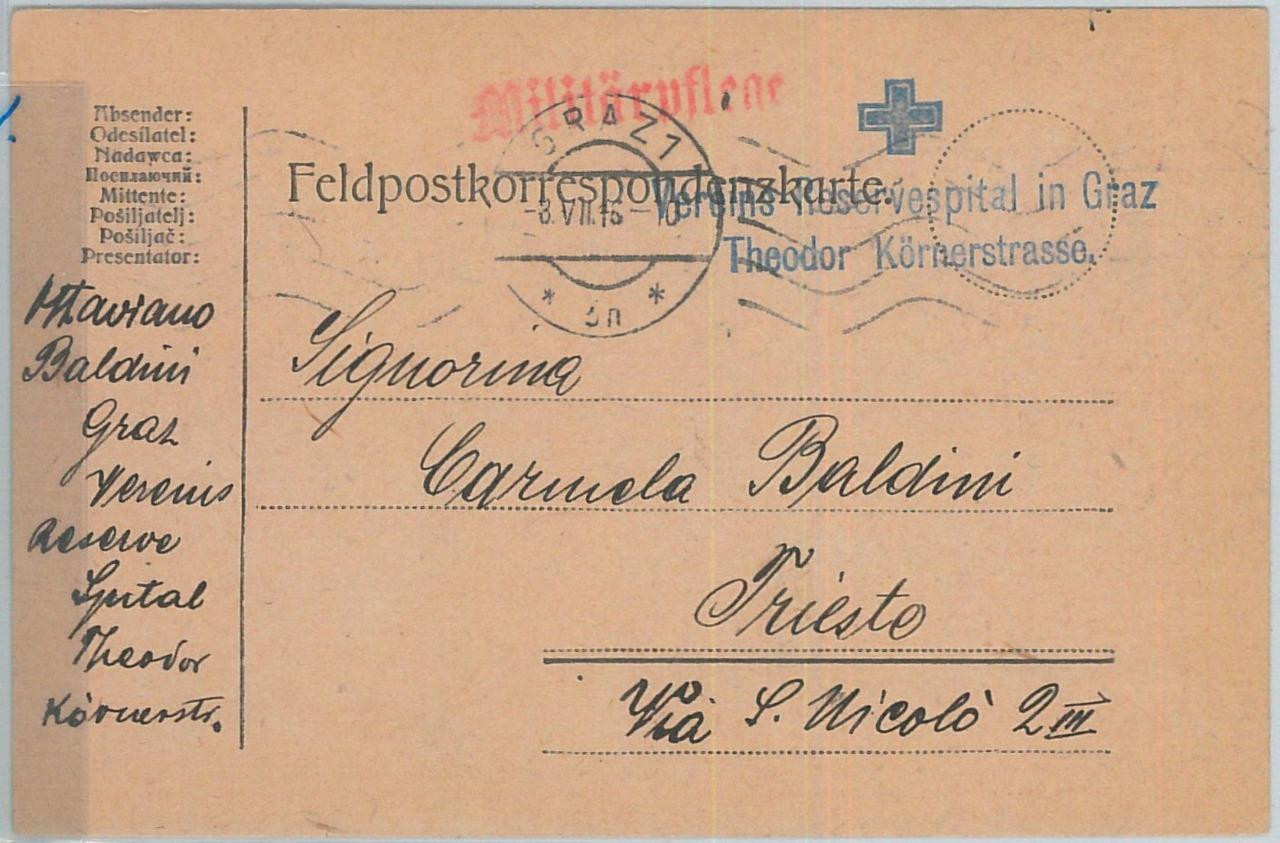 Militärpflege
GRAZ 1
Feldpostkorrespondenzkarte.
Vereins Reservespital in Graz
Theodor Körnerstrasse.
Absender:
Odesílatel:
Nadawca:
Посилаючий:
Mittente:
Pošiljatelj:
Pošiljač:
Presentator:
Ottaviano
Baldini
Graz
Vereins
Reserve
Spital
Theodor
Körnerstr.
Signorina
Carmela Baldini
Trieste
Via S. Nicolò 2 III